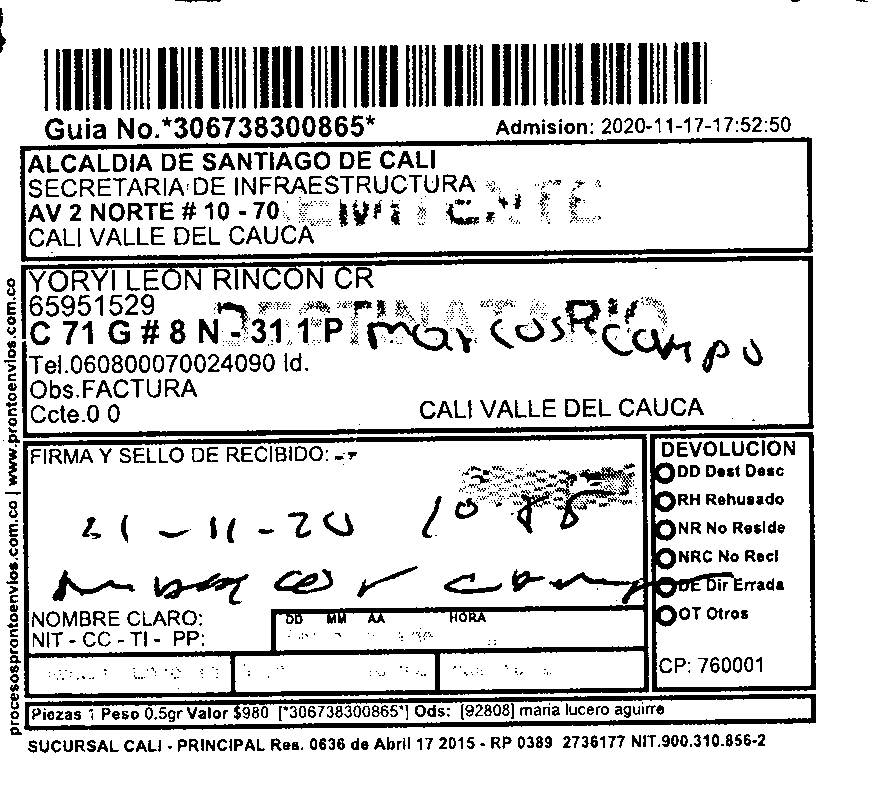 Guia No.*306738300865*
Admision: 2020-11-17-17:52:50
ALCALDIA DE SANTIAGO DE CALI
SECRETARIA DE INFRAESTRUCTURA
AV 2 NORTE # 10 - 70
CALI VALLE DEL CAUCA
YORYI LEON RINCON CR
65951529
DESTINATARIO
C 71 G # 8 N - 31 1 P Marcos R Campo
Tel.060800070024090 Id.
Obs.FACTURA
Ccte.0 0
CALI VALLE DEL CAUCA
FIRMA Y SELLO DE RECIBIDO:
21-11-20
DEVOLUCION
DD Dest Desc
RH Rehusado
NR No Reside
NRC No Recl
DE Dir Errada
OT Otros
CP: 760001
NOMBRE CLARO:
NIT - CC - TI - PP:
DD MM AA HORA
Piezas 1 Peso 0.5gr Valor $980 [*306738300865*] Ods: [92808] maria lucero aguirre
SUCURSAL CALI - PRINCIPAL Res. 0636 de Abril 17 2015 - RP 0389 2736177 NIT.900.310.856-2
procesosprontoenvios.com.co | www.prontoenvios.com.co